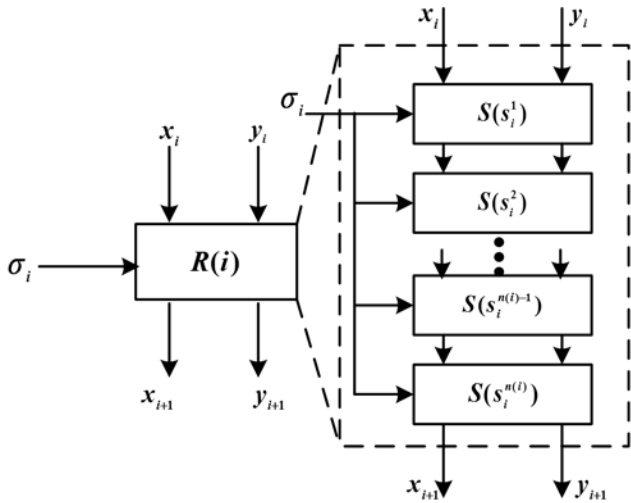 x_i y_i
σ_i
S(s_i^1)
x_i y_i
S(s_i^2)
σ_i
R(i)
S(s_i^{n(i)-1})
x_{i+1} y_{i+1}
S(s_i^{n(i)})
x_{i+1} y_{i+1}